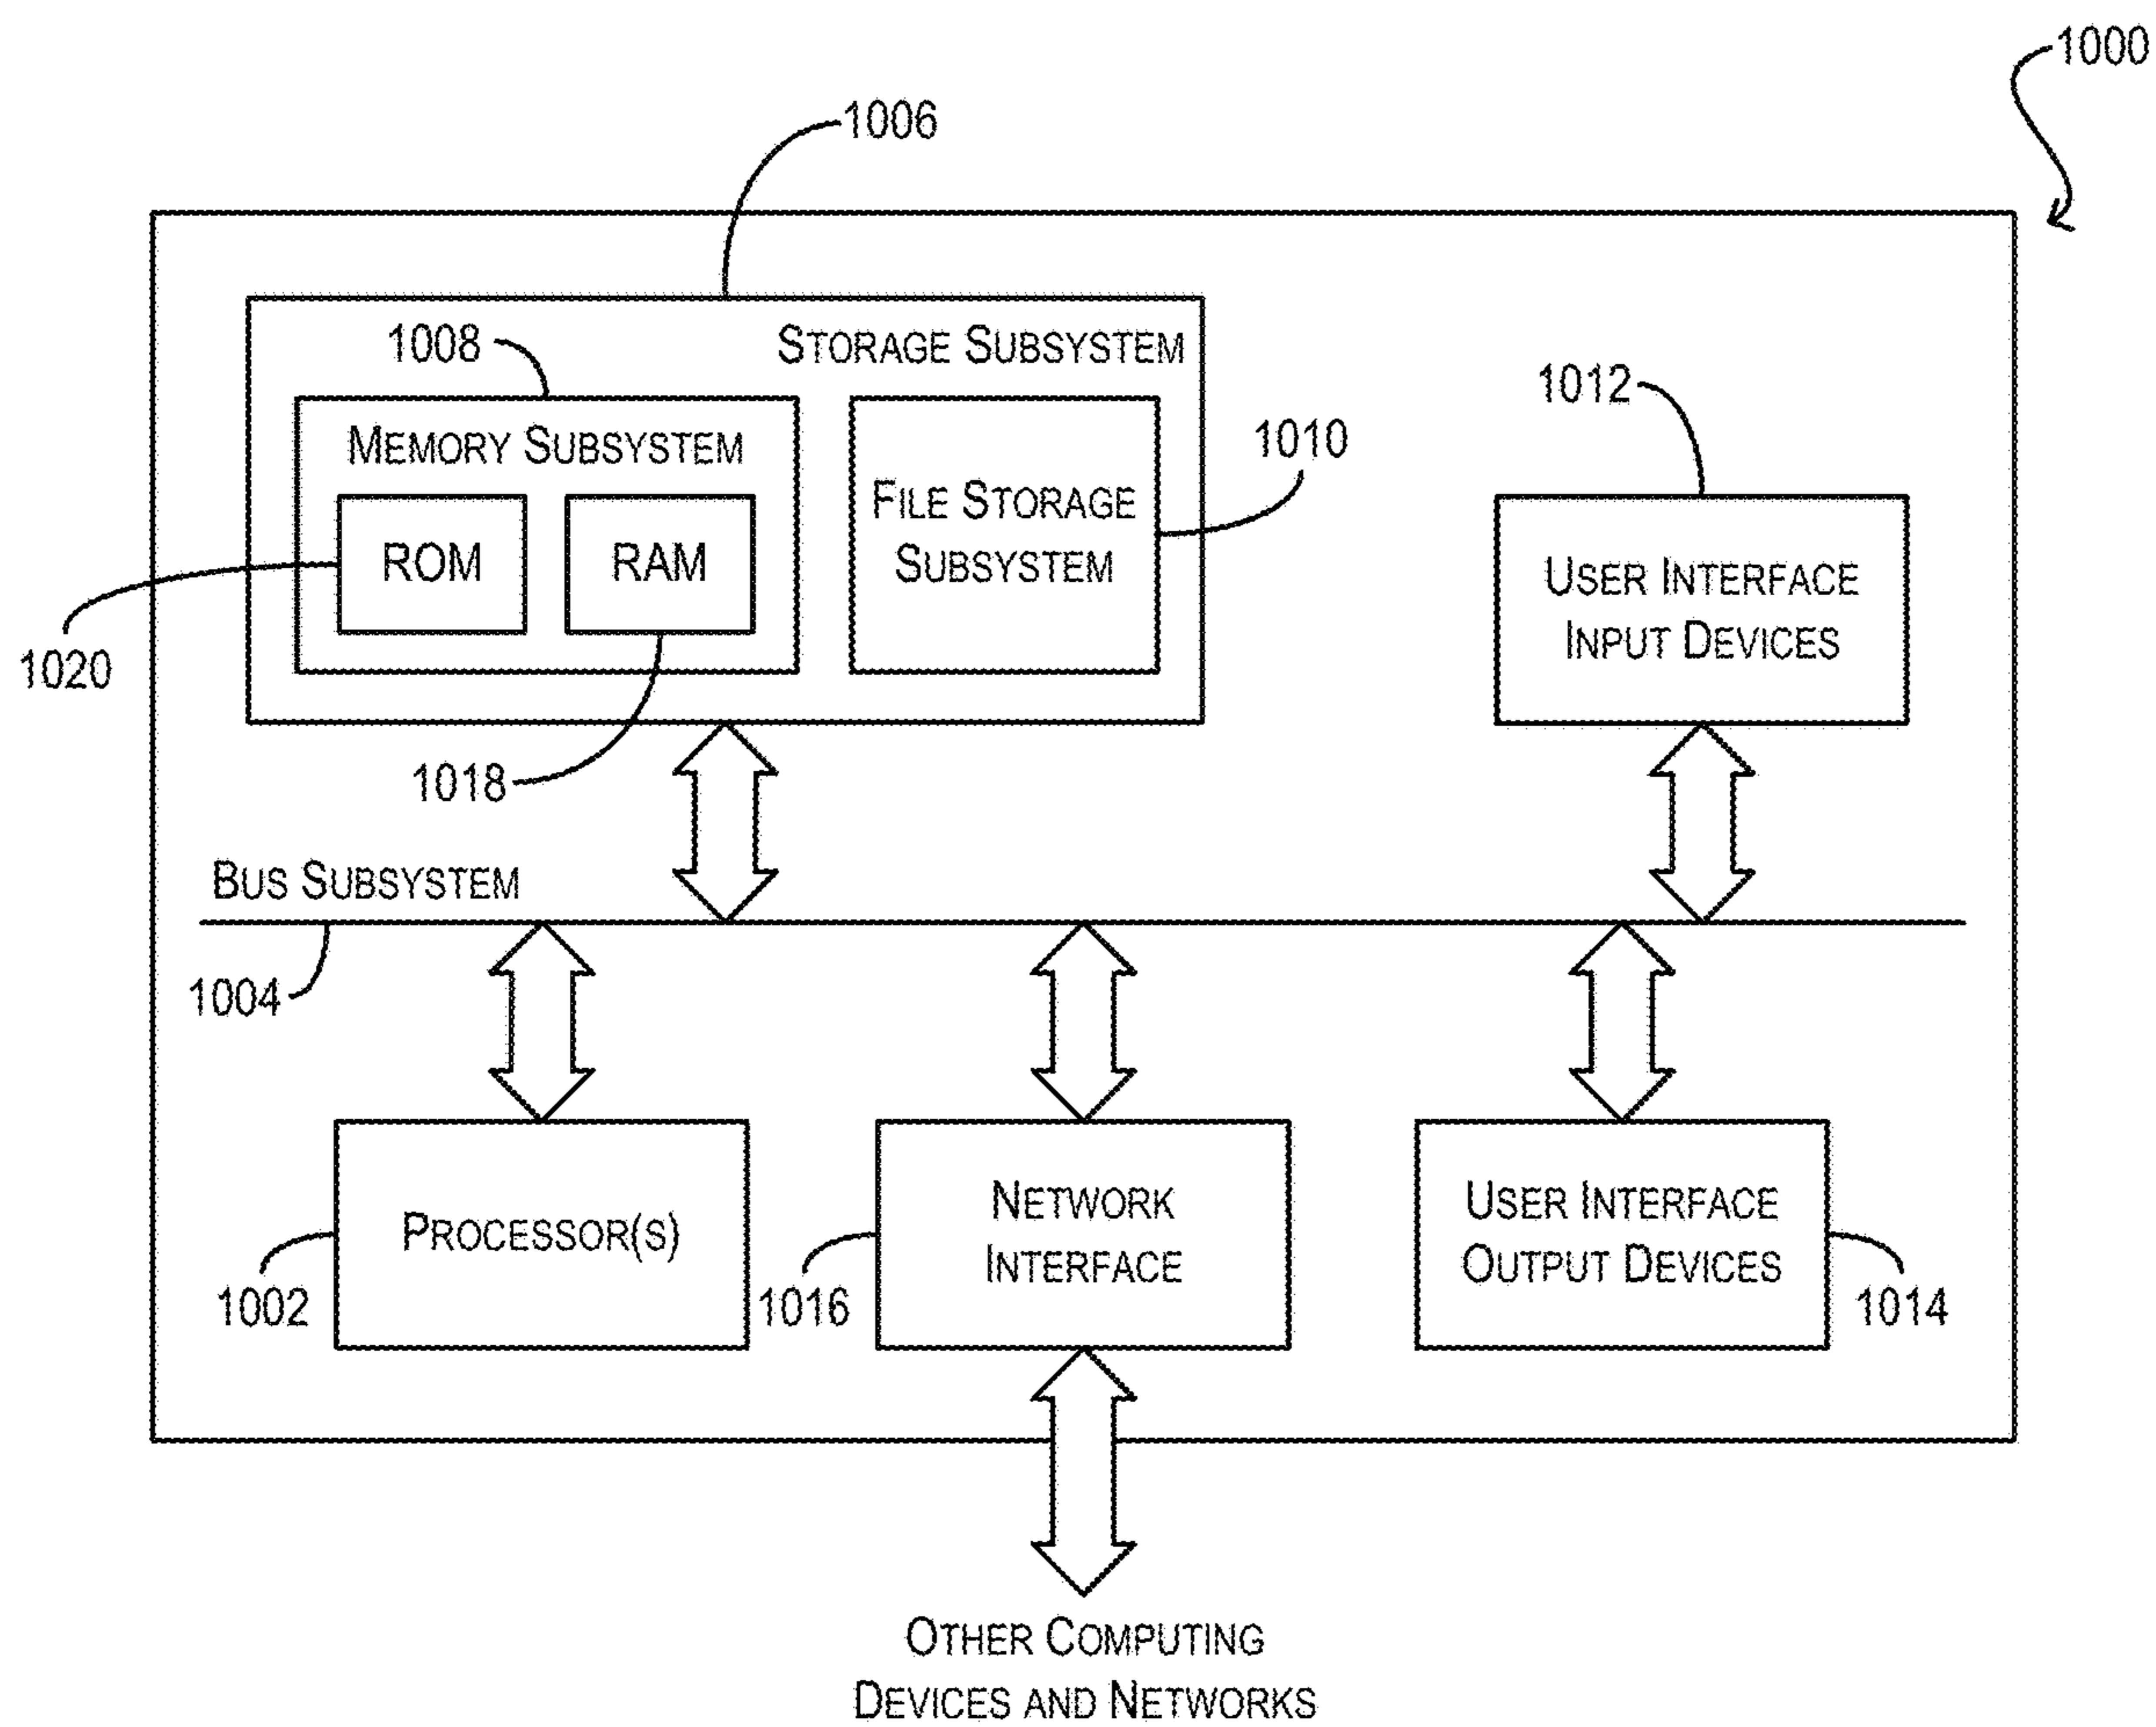 1000
1006
STORAGE SUBSYSTEM
1008
MEMORY SUBSYSTEM
ROM
RAM
FILE STORAGE
SUBSYSTEM
1010
1012
USER INTERFACE
INPUT DEVICES
1020
1018
BUS SUBSYSTEM
1004
PROCESSOR(S)
1002
NETWORK
INTERFACE
1016
USER INTERFACE
OUTPUT DEVICES
1014
OTHER COMPUTING
DEVICES AND NETWORKS